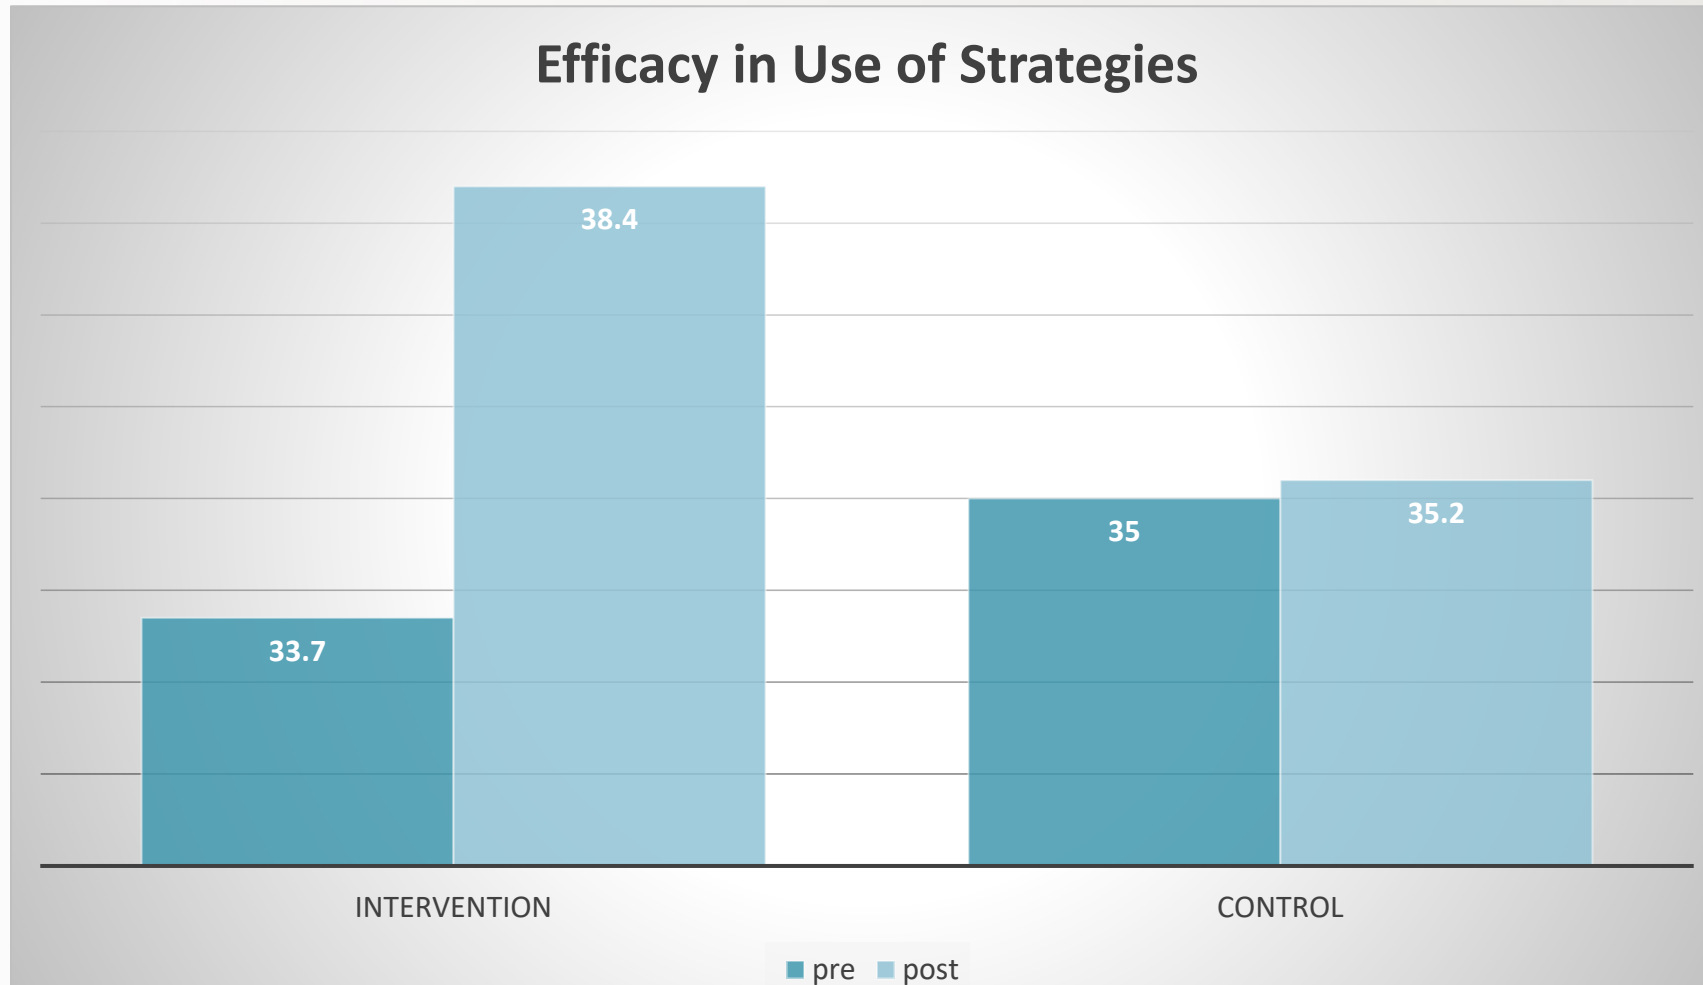 Efficacy in Use of Strategies
38.4
33.7
35
35.2
INTERVENTION
CONTROL
pre
post